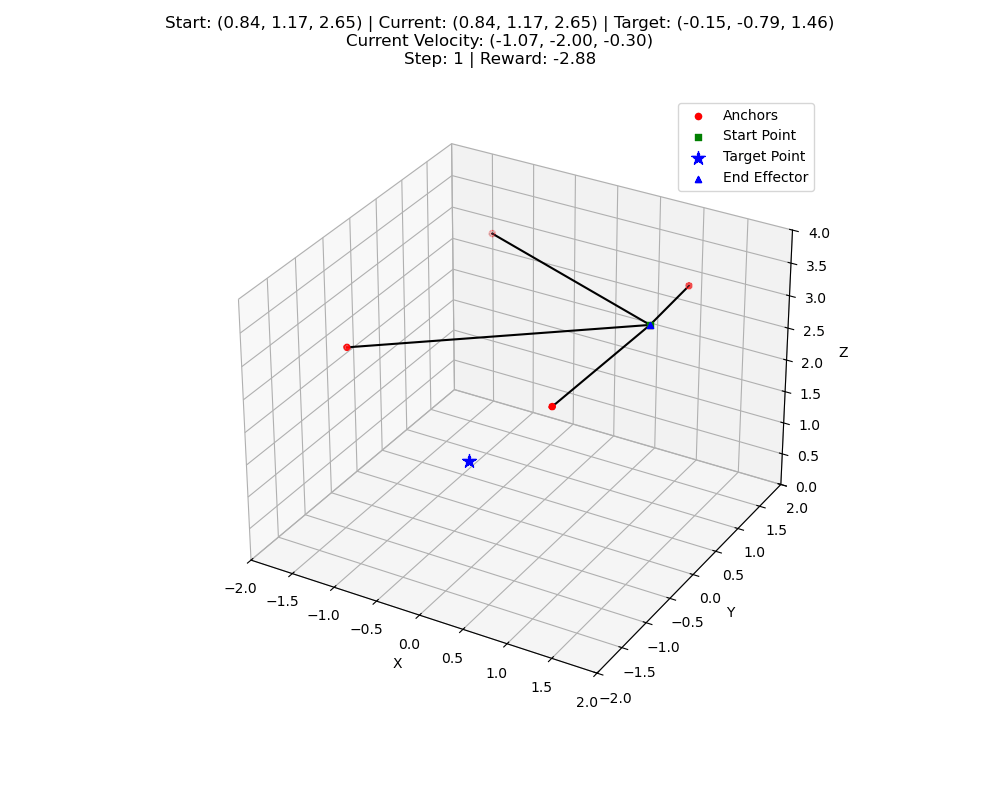 Start: (0.84, 1.17, 2.65) | Current: (0.84, 1.17, 2.65) | Target: (-0.15, -0.79, 1.46)
Current Velocity: (-1.07, -2.00, -0.30)
Step: 1 | Reward: -2.88
Anchors
Start Point
Target Point
End Effector
4.0
3.5
3.0
2.5
2.0
1.5
1.0
0.5
0.0
Z
2.0
1.5
1.0
0.5
0.0
−0.5
−1.0
−1.5
−2.0
Y
−2.0
−1.5
−1.0
−0.5
0.0
0.5
1.0
1.5
2.0
X